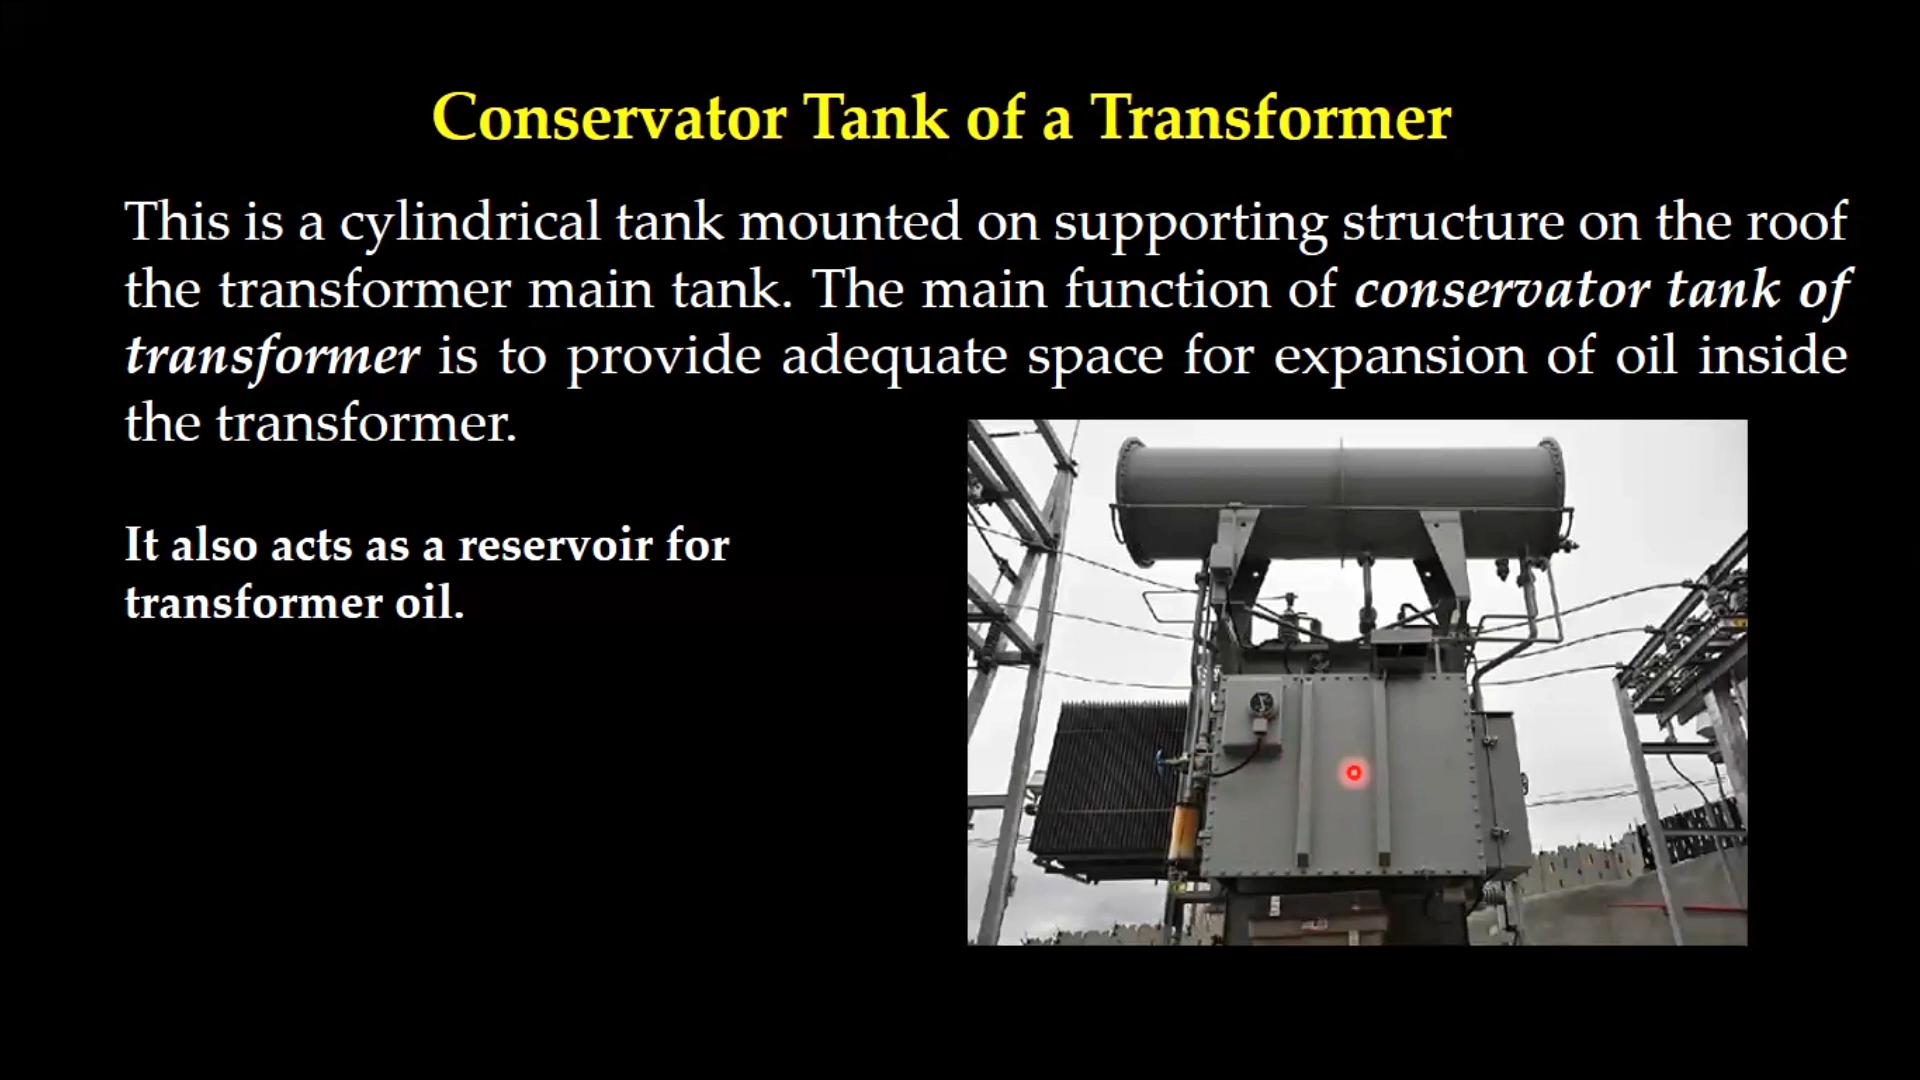 Conservator Tank of a Transformer
This is a cylindrical tank mounted on supporting structure on the roof
the transformer main tank. The main function of conservator tank of
transformer is to provide adequate space for expansion of oil inside
the transformer.
It also acts as a reservoir for
transformer oil.